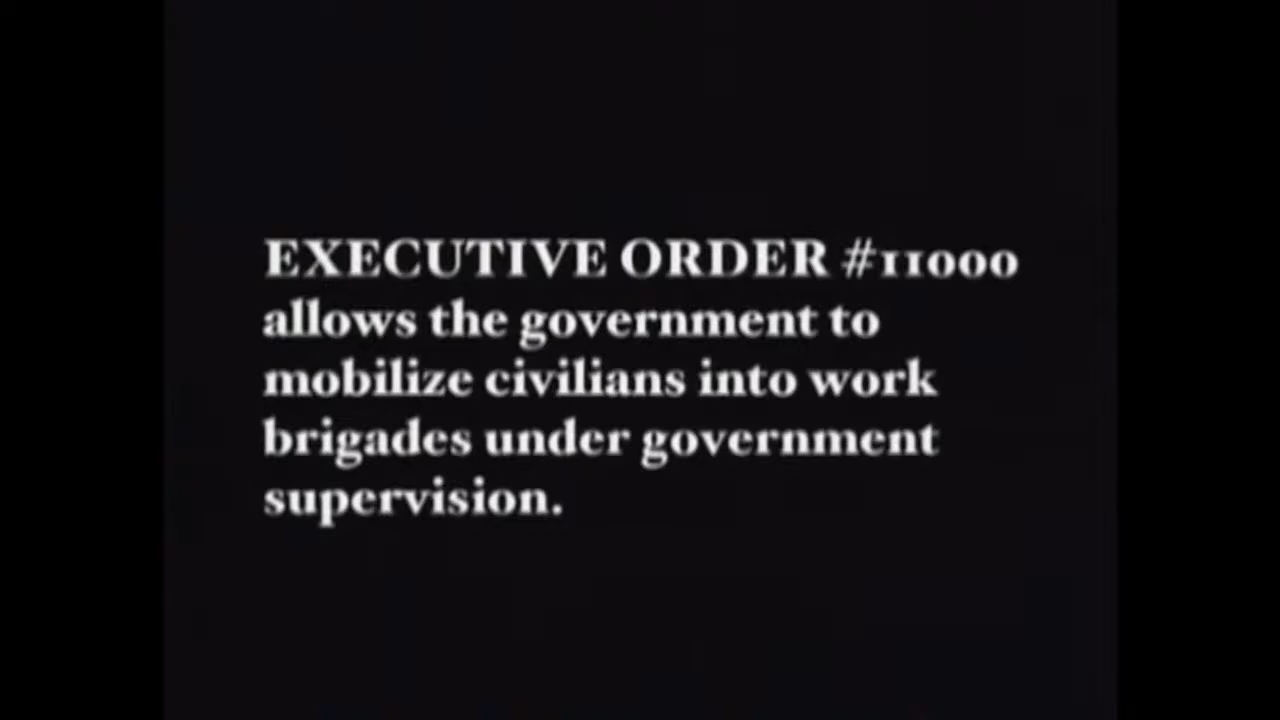 EXECUTIVE ORDER #11000
allows the government to
mobilize civilians into work
brigades under government
supervision.